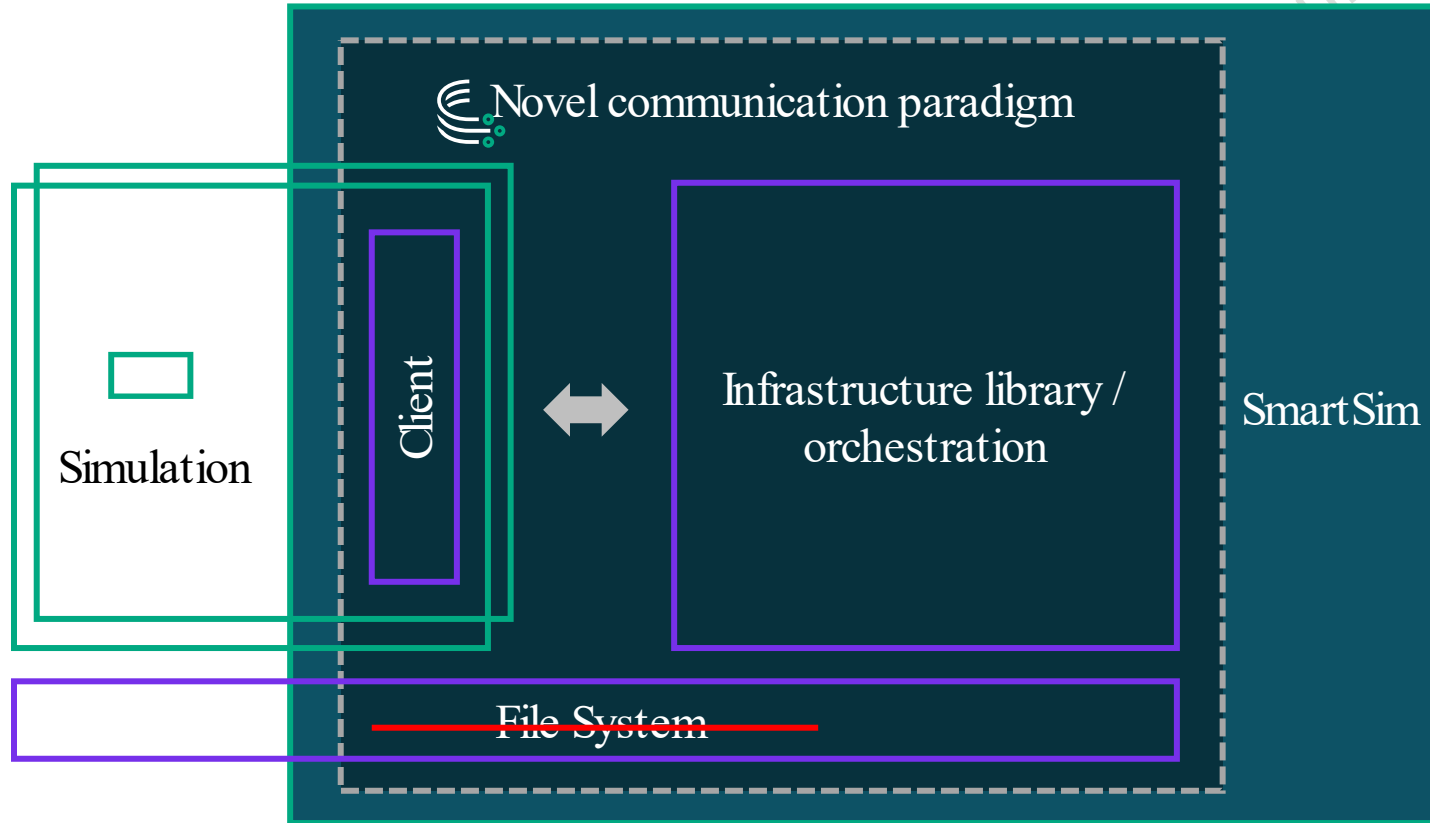 Novel communication paradigm
Simulation
Client
Infrastructure library /
orchestration
SmartSim
File System